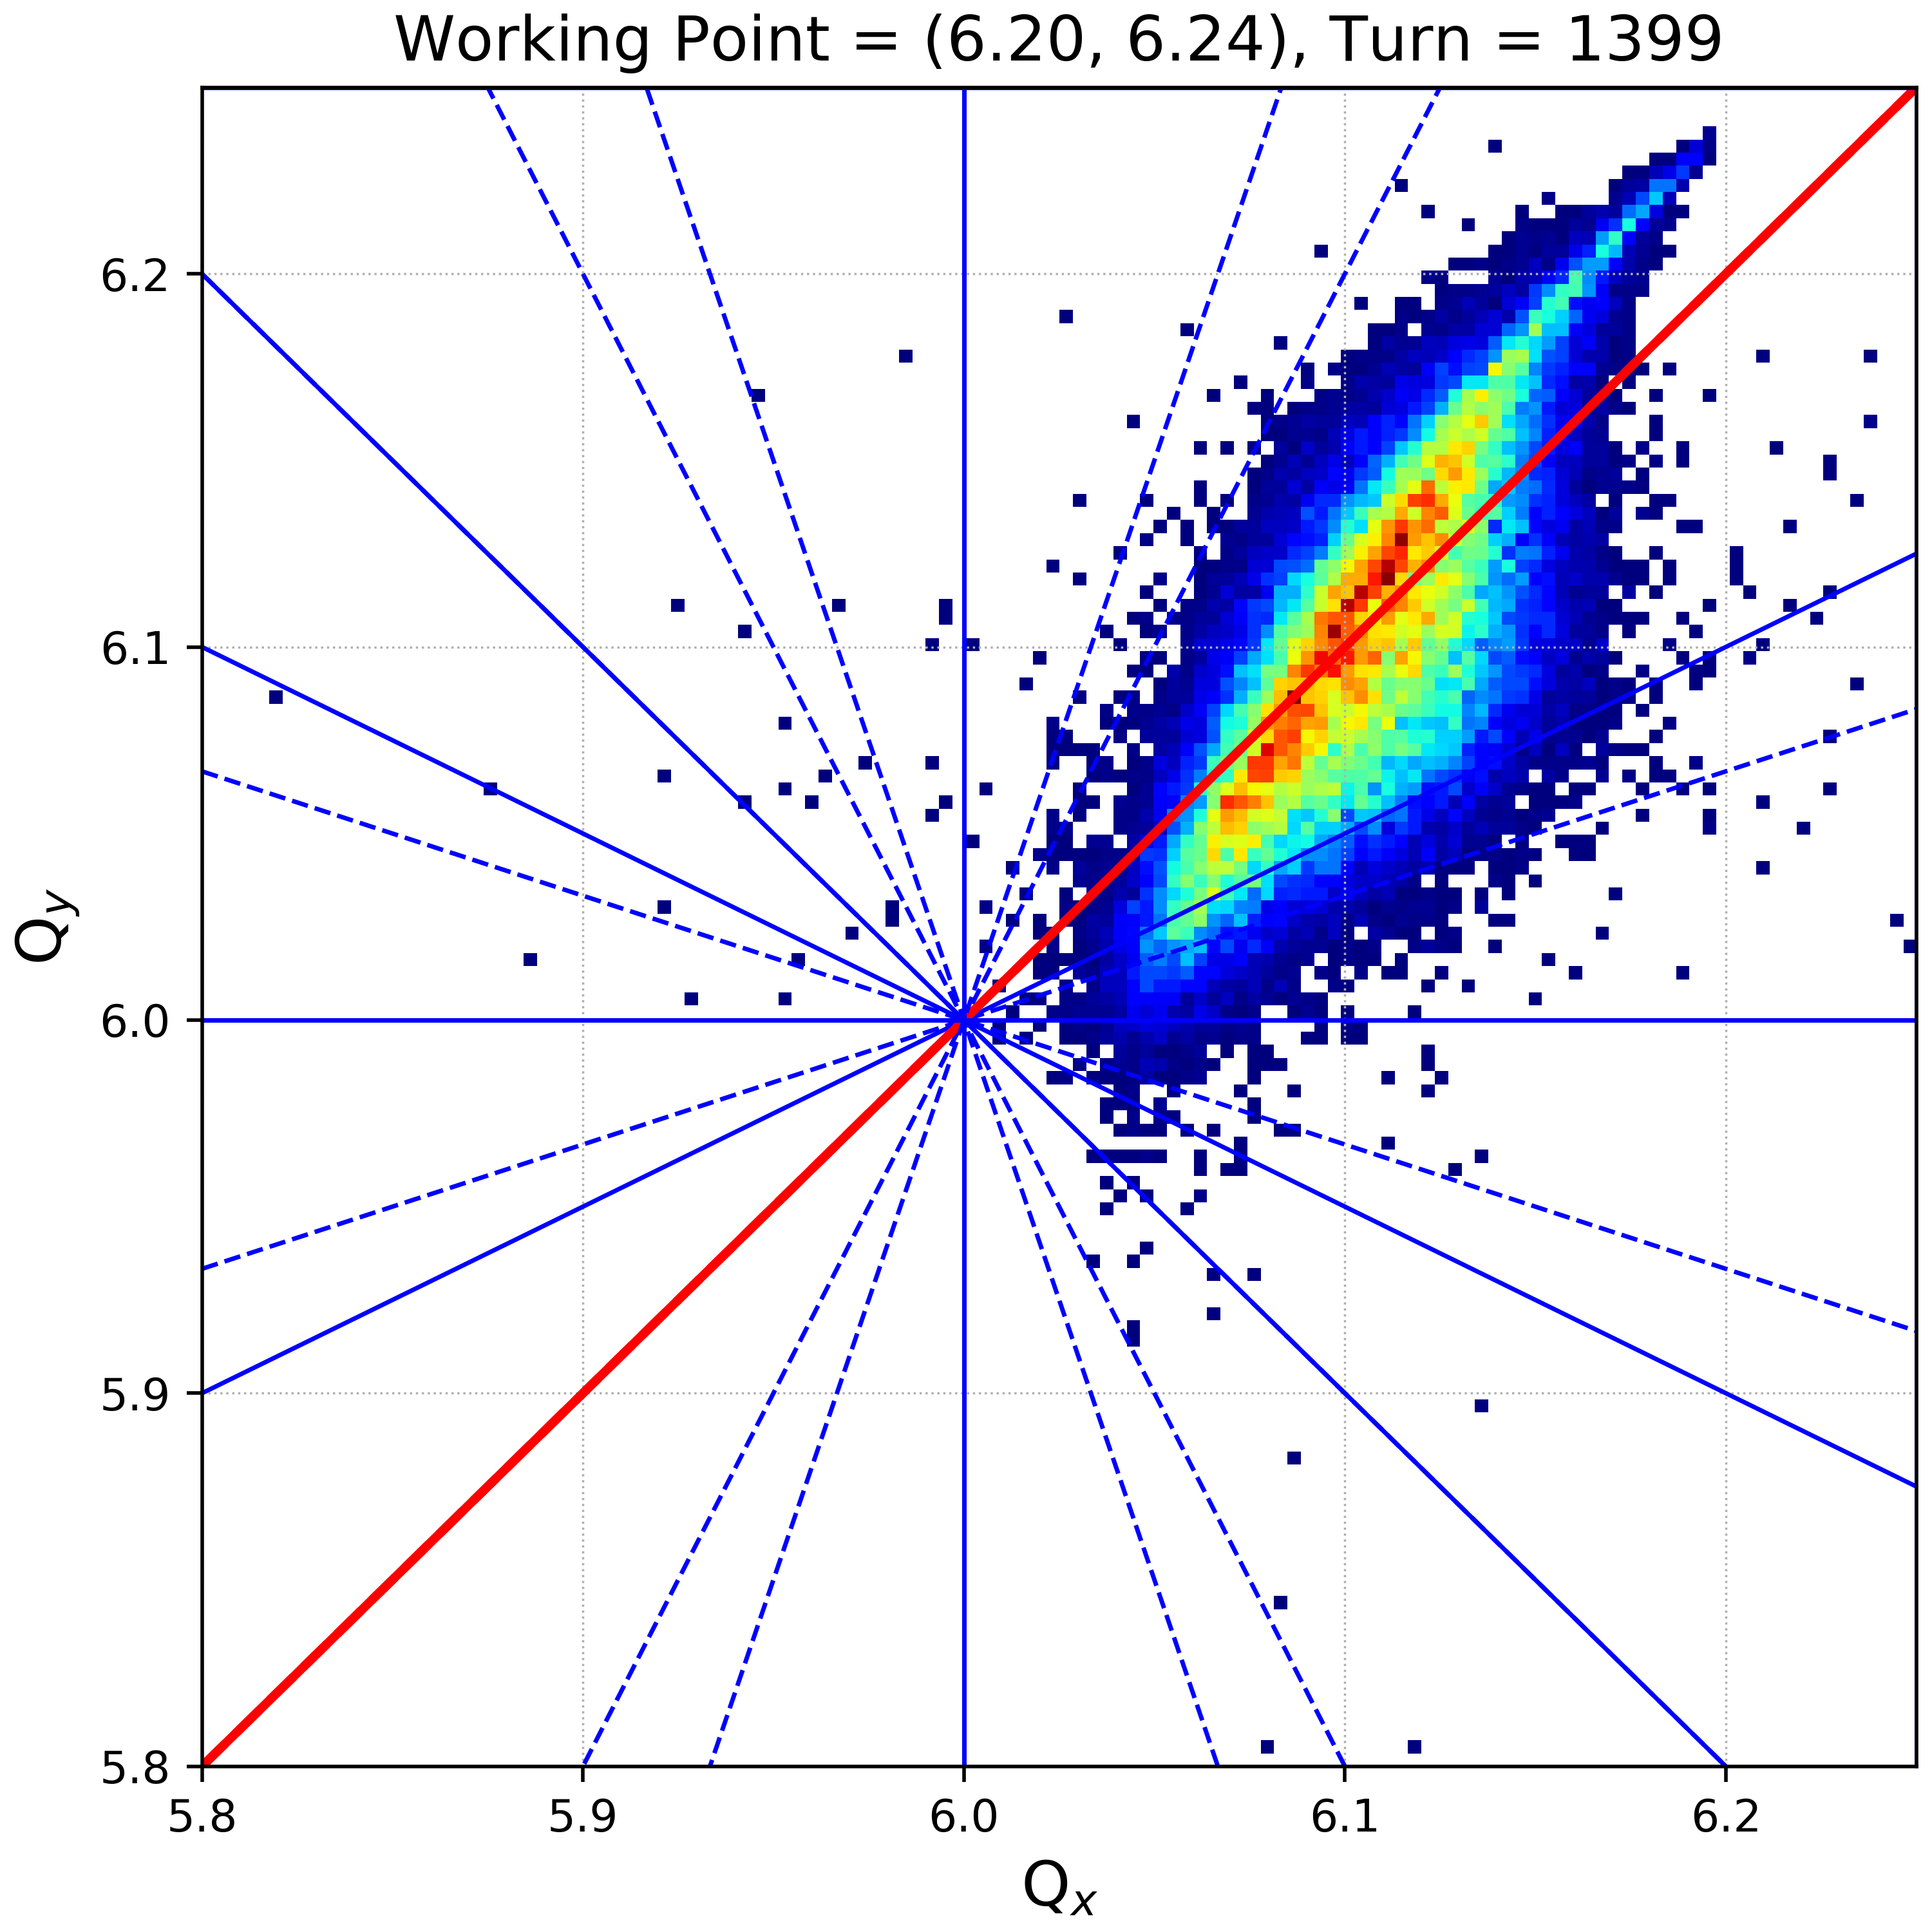 Working Point = (6.20, 6.24), Turn = 1399
6.2
6.1
6.0
5.9
5.8
Qy
5.8 5.9 6.0 6.1 6.2
Qx